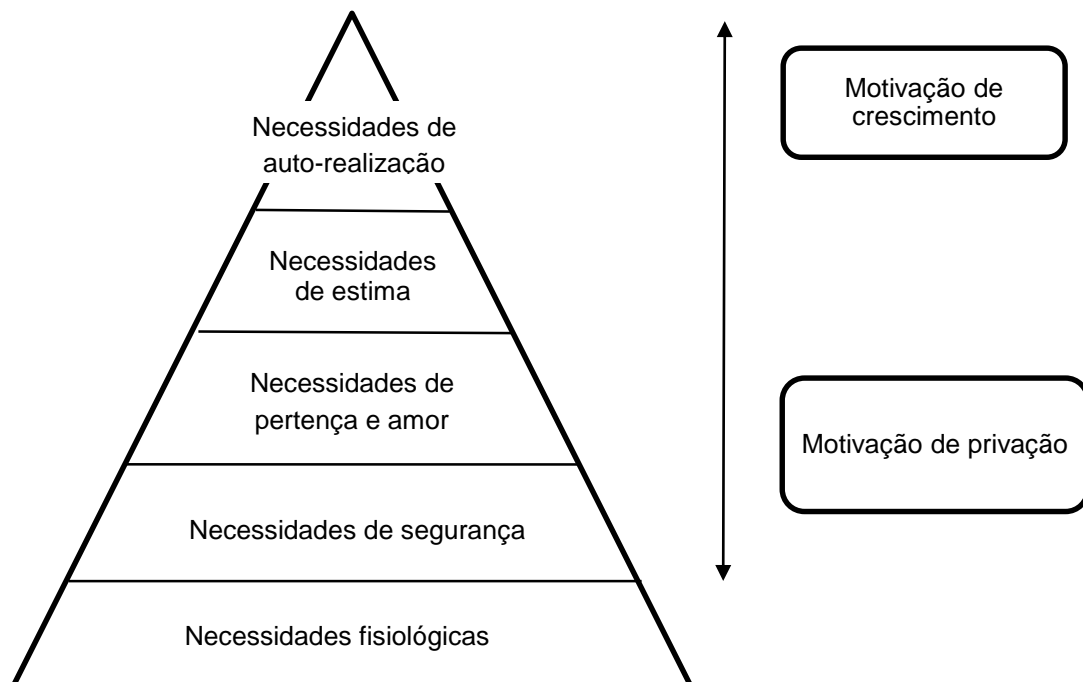 Necessidades de
auto-realização
Necessidades
de estima
Necessidades de
pertença e amor
Necessidades de segurança
Necessidades fisiológicas
Motivação de
crescimento
Motivação de privação